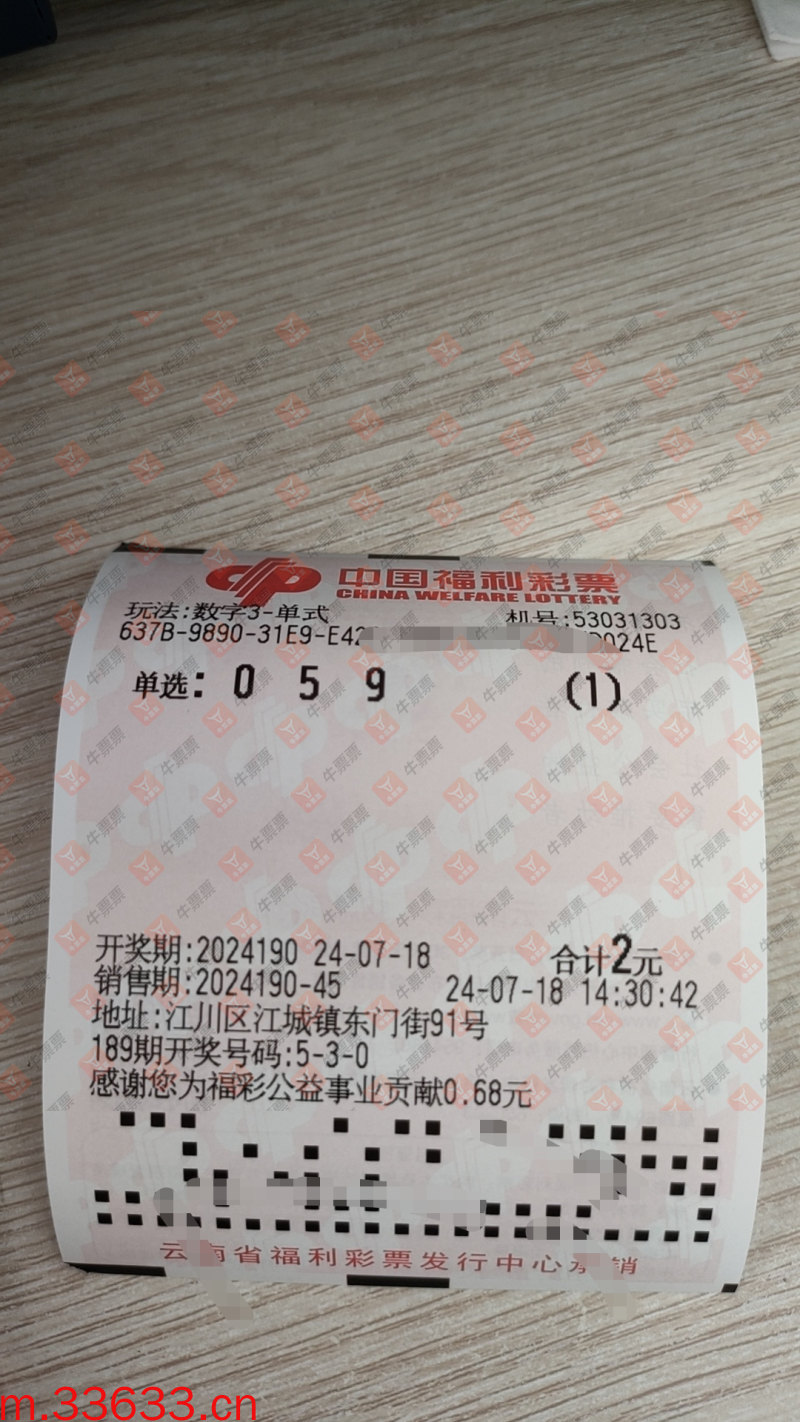 中国福利彩票
CHINA WELFARE LOTTERY
玩法:数字3-单式 机号:53031303
637B-9890-31E9-E42 D024E
单选: 0 5 9 (1)
开奖期:2024190 24-07-18 合计2元
销售期:2024190-45 24-07-18 14:30:42
地址:江川区江城镇东门街91号
189期开奖号码:5-3-0
感谢您为福彩公益事业贡献0.68元
云南省福利彩票发行中心承销
牛票票
m.33633.cn